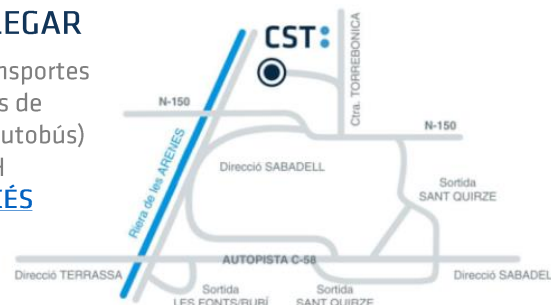 LEGAR
nsportes
s de
utobús)
H
CÉS
CST:
Ctra. TORREBONICA
N-150
N-150
Riera de les ARENES
Direcció SABADELL
Sortida
SANT QUIRZE
AUTOPISTA C-58
Direcció TERRASSA
Direcció SABADEL
Sortida
LES FONTS/RUBÍ
Sortida
SANT QUIRZE